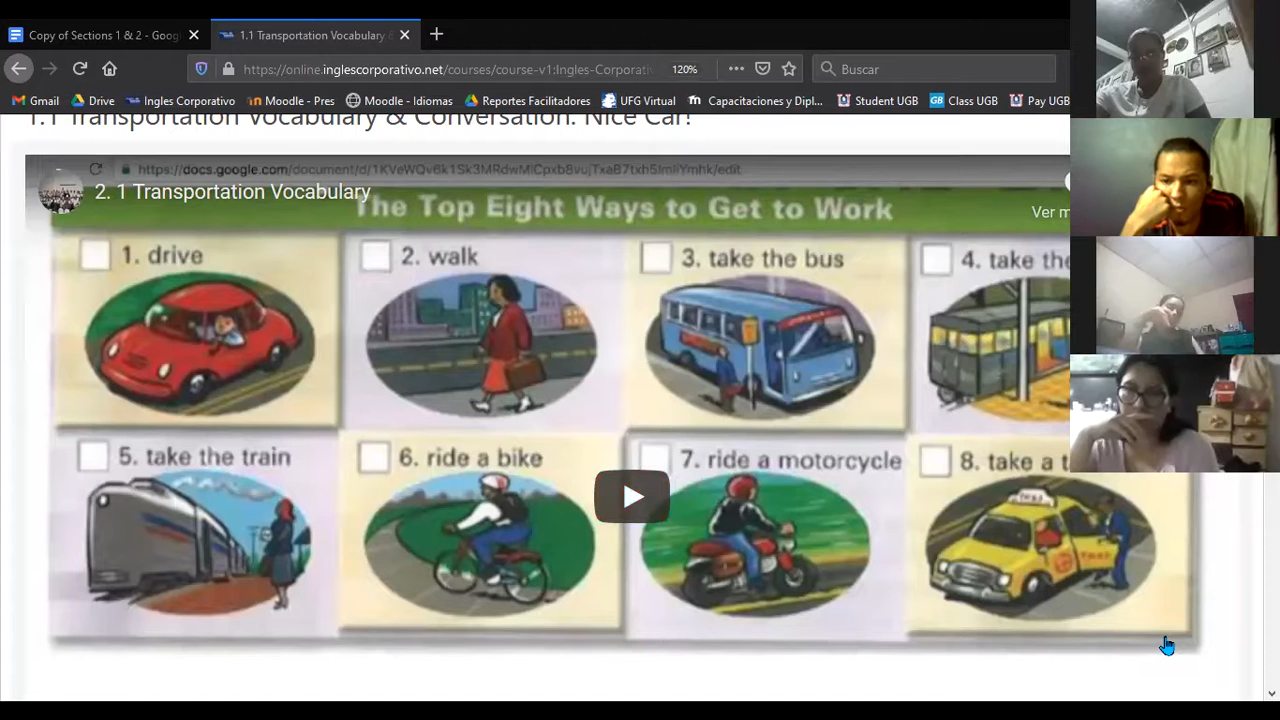 Copy of Sections 1 & 2 - Goog
1.1 Transportation Vocabulary &
https://online.inglescorporativo.net/courses/course-v1:Ingles-Corporati
120%
Buscar
Gmail
Drive
Ingles Corporativo
Moodle - Pres
Moodle - Idiomas
Reportes Facilitadores
UFG Virtual
Capacitaciones y Dipl...
Student UGB
Class UGB
Pay UGB
1.1 Transportation Vocabulary & Conversation: Nice Car!
2. 1 Transportation Vocabulary
The Top Eight Ways to Get to Work
Ver
1. drive
2. walk
3. take the bus
4. take the
5. take the train
6. ride a bike
7. ride a motorcycle
8. take a
TAXI